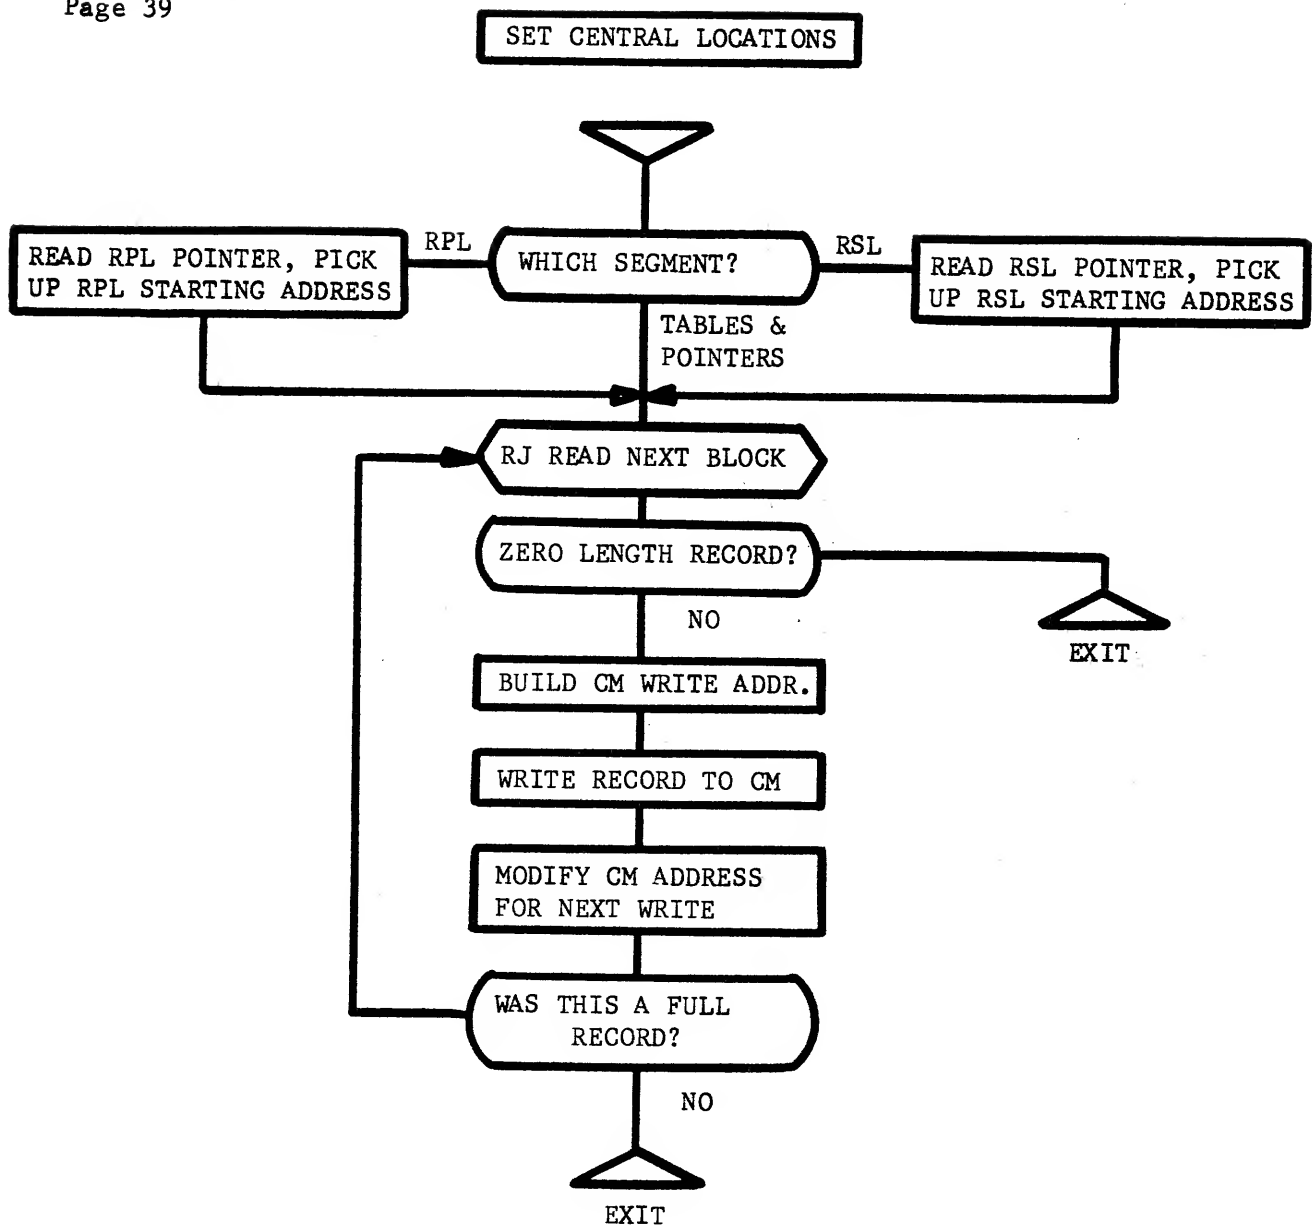 Page 39
SET CENTRAL LOCATIONS
RPL
WHICH SEGMENT?
RSL
READ RPL POINTER, PICK
UP RPL STARTING ADDRESS
READ RSL POINTER, PICK
UP RSL STARTING ADDRESS
TABLES &
POINTERS
RJ READ NEXT BLOCK
ZERO LENGTH RECORD?
NO
EXIT
BUILD CM WRITE ADDR.
WRITE RECORD TO CM
MODIFY CM ADDRESS
FOR NEXT WRITE
WAS THIS A FULL
RECORD?
NO
EXIT